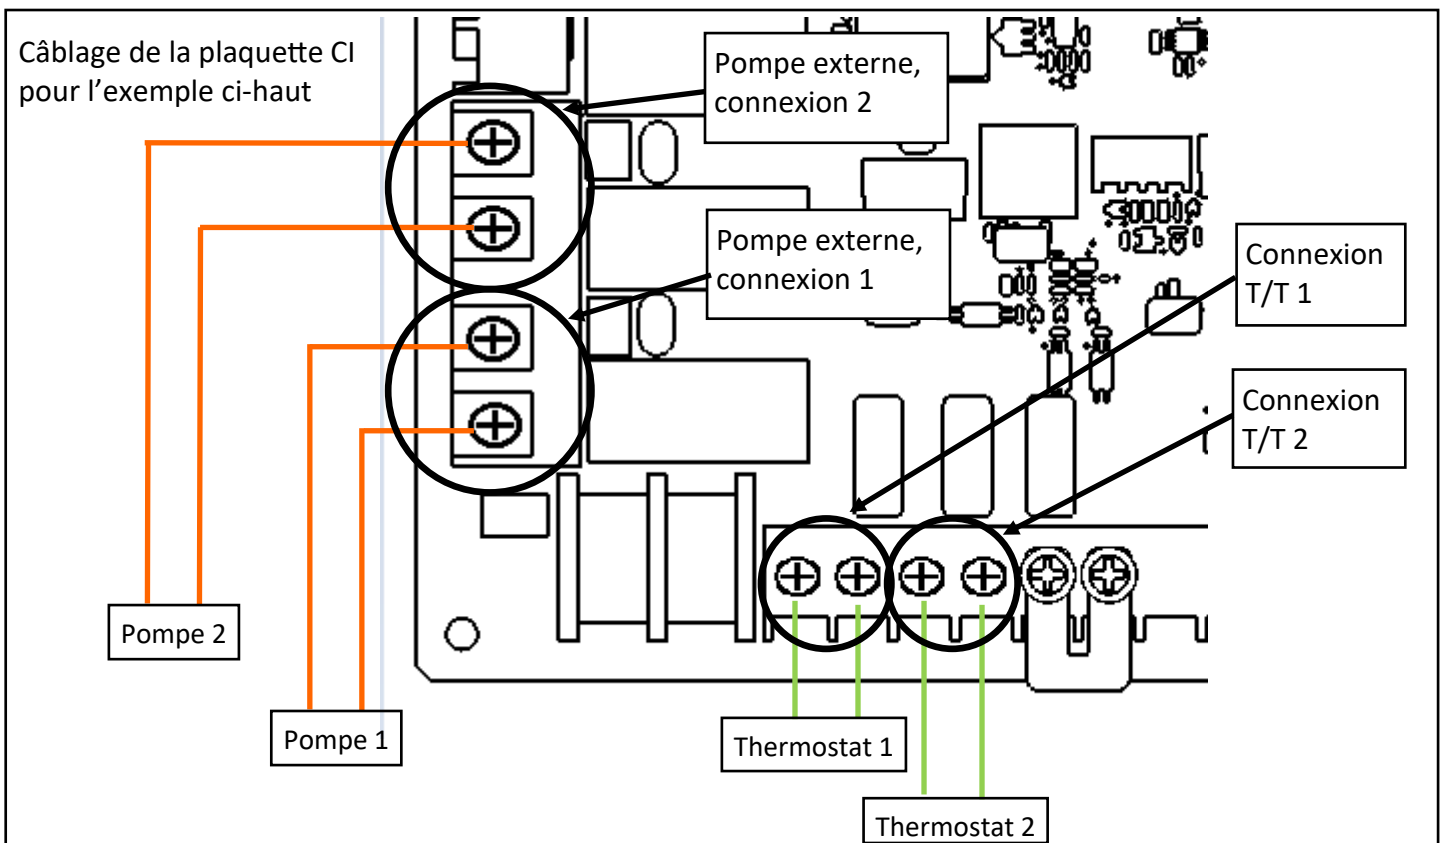 Câblage de la plaquette CI
pour l’exemple ci-haut
Pompe externe,
connexion 2
Pompe externe,
connexion 1
Connexion
T/T 1
Connexion
T/T 2
Pompe 2
Pompe 1
Thermostat 1
Thermostat 2